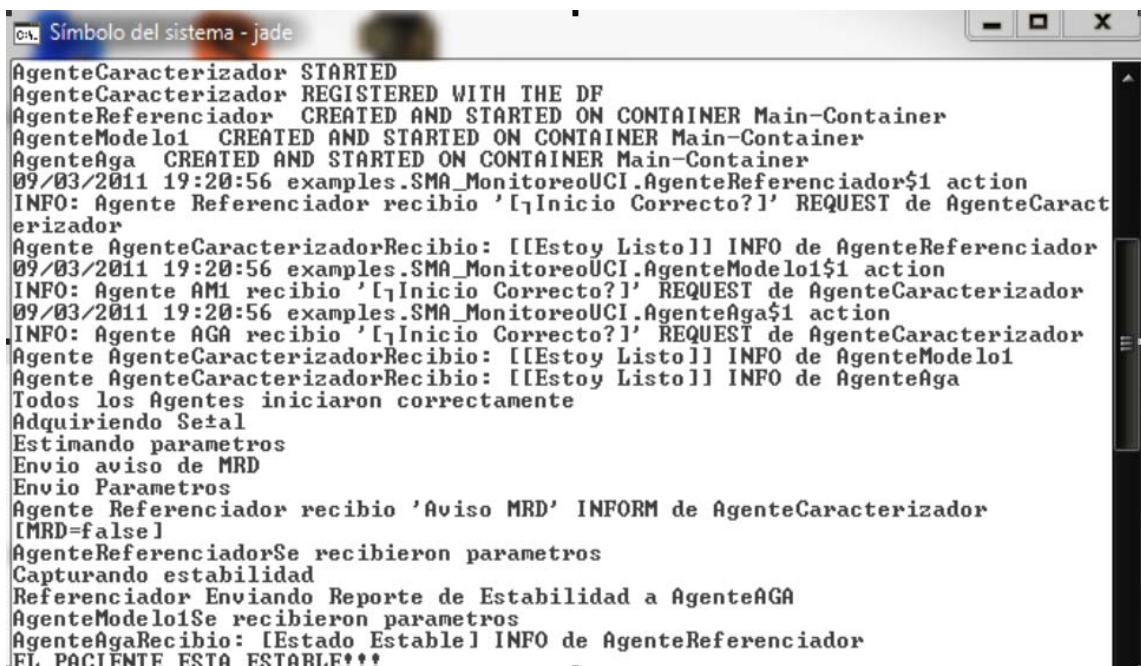 Símbolo del sistema - jade
AgenteCaracterizador STARTED
AgenteCaracterizador REGISTERED WITH THE DF
AgenteReferenciador  CREATED AND STARTED ON CONTAINER Main-Container
AgenteModelo1  CREATED AND STARTED ON CONTAINER Main-Container
AgenteAga  CREATED AND STARTED ON CONTAINER Main-Container
09/03/2011 19:20:56 examples.SMA_MonitoreoUCI.AgenteReferenciador$1 action
INFO: Agente Referenciador recibio '[┐Inicio Correcto?]' REQUEST de AgenteCaract
erizador
Agente AgenteCaracterizadorRecibio: [[Estoy Listo]] INFO de AgenteReferenciador
09/03/2011 19:20:56 examples.SMA_MonitoreoUCI.AgenteModelo1$1 action
INFO: Agente AM1 recibio '[┐Inicio Correcto?]' REQUEST de AgenteCaracterizador
09/03/2011 19:20:56 examples.SMA_MonitoreoUCI.AgenteAga$1 action
INFO: Agente AGA recibio '[┐Inicio Correcto?]' REQUEST de AgenteCaracterizador
Agente AgenteCaracterizadorRecibio: [[Estoy Listo]] INFO de AgenteModelo1
Agente AgenteCaracterizadorRecibio: [[Estoy Listo]] INFO de AgenteAga
Todos los Agentes iniciaron correctamente
Adquiriendo Se±al
Estimando parametros
Envio aviso de MRD
Envio Parametros
Agente Referenciador recibio 'Aviso MRD' INFORM de AgenteCaracterizador
[MRD=false]
AgenteReferenciadorSe recibieron parametros
Capturando estabilidad
Referenciador Enviando Reporte de Estabilidad a AgenteAGA
AgenteModelo1Se recibieron parametros
AgenteAgaRecibio: [Estado Estable] INFO de AgenteReferenciador
EL PACIENTE ESTA ESTABLE!!!